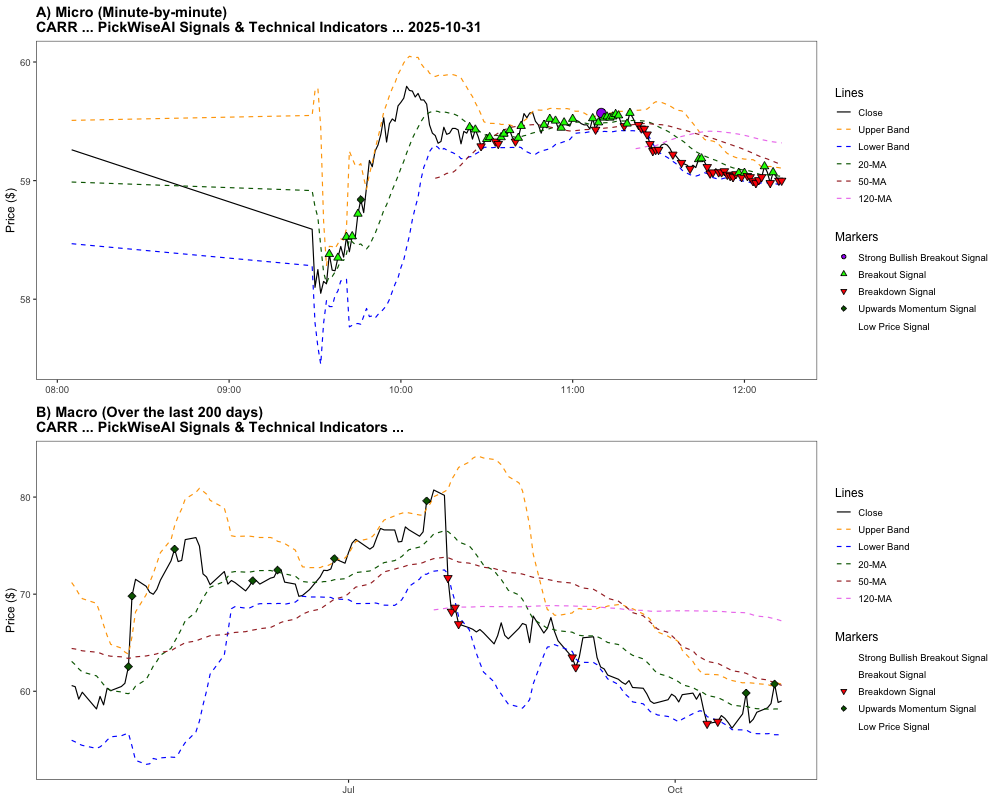 A) Micro (Minute-by-minute)
CARR ... PickWiseAI Signals & Technical Indicators ... 2025-10-31
Price ($)
60
59
58
08:00
09:00
10:00
11:00
12:00
Lines
Close
Upper Band
Lower Band
20-MA
50-MA
120-MA
Markers
Strong Bullish Breakout Signal
Breakout Signal
Breakdown Signal
Upwards Momentum Signal
Low Price Signal
B) Macro (Over the last 200 days)
CARR ... PickWiseAI Signals & Technical Indicators ...
Price ($)
80
70
60
Jul
Oct
Lines
Close
Upper Band
Lower Band
20-MA
50-MA
120-MA
Markers
Strong Bullish Breakout Signal
Breakout Signal
Breakdown Signal
Upwards Momentum Signal
Low Price Signal